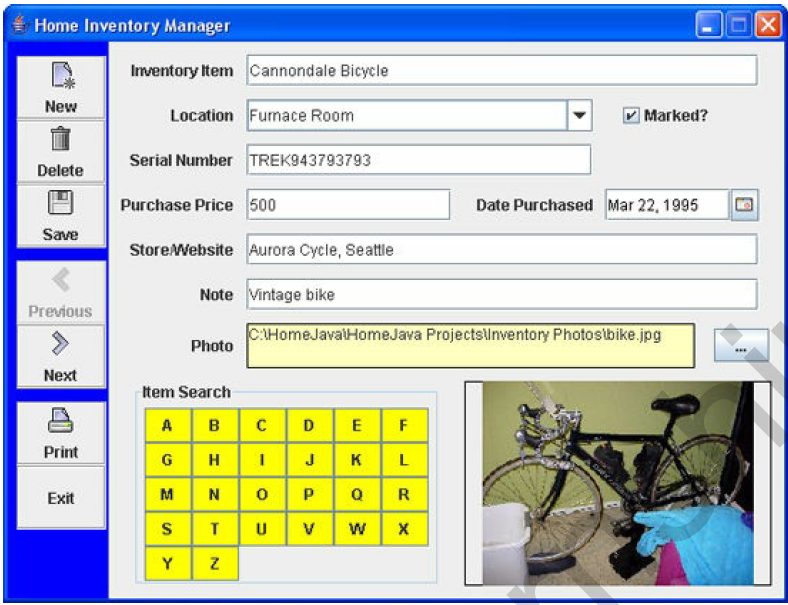 Home Inventory Manager
New
Delete
Save
Previous
Next
Print
Exit
Inventory Item Cannondale Bicycle
Location Furnace Room Marked?
Serial Number TREK943793793
Purchase Price 500 Date Purchased Mar 22, 1995
Store/Website Aurora Cycle, Seattle
Note Vintage bike
Photo C:\HomeJava\HomeJava Projects\Inventory Photos\bike.jpg ...
Item Search
A B C D E F
G H I J K L
M N O P Q R
S T U V W X
Y Z